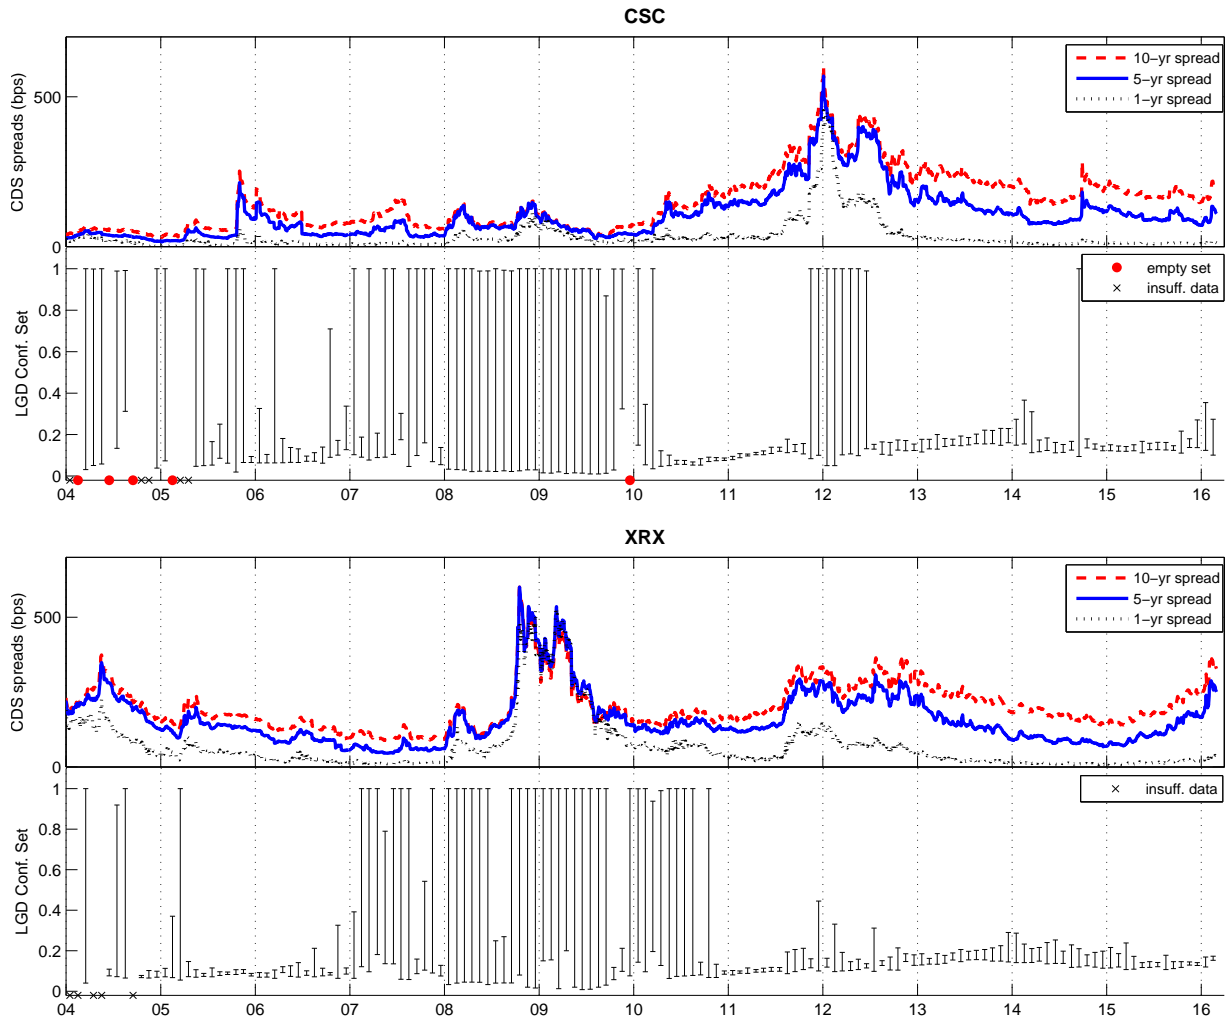 CSC
CDS spreads (bps)
500
0
10-yr spread
5-yr spread
1-yr spread
LGD Conf. Set
1
0.8
0.6
0.4
0.2
0
empty set
insuff. data
04 05 06 07 08 09 10 11 12 13 14 15 16
XRX
CDS spreads (bps)
500
0
10-yr spread
5-yr spread
1-yr spread
LGD Conf. Set
1
0.8
0.6
0.4
0.2
0
insuff. data
04 05 06 07 08 09 10 11 12 13 14 15 16